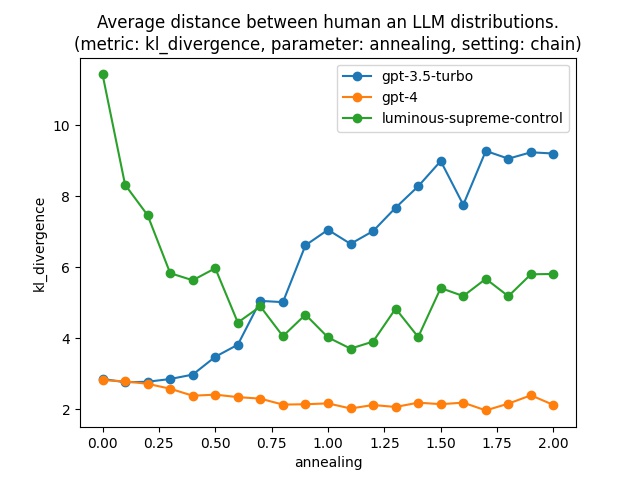 Average distance between human an LLM distributions.
(metric: kl_divergence, parameter: annealing, setting: chain)
gpt-3.5-turbo
gpt-4
luminous-supreme-control
kl_divergence
10
8
6
4
2
0.00 0.25 0.50 0.75 1.00 1.25 1.50 1.75 2.00
annealing